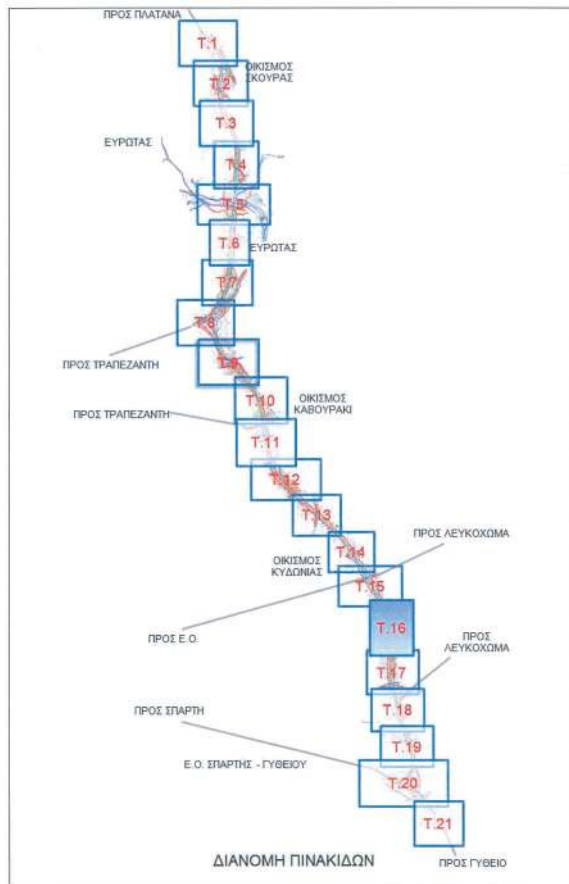 ΠΡΟΣ ΠΛΑΤΑΝΑ
Τ.1
ΟΙΚΙΣΜΟΣ
ΣΚΟΥΡΑΣ
Τ.2
Τ.3
ΕΥΡΩΤΑΣ
Τ.4
Τ.5
Τ.6
ΕΥΡΩΤΑΣ
Τ.7
Τ.8
ΠΡΟΣ ΤΡΑΠΕΖΑΝΤΗ
Τ.9
Τ.10
ΟΙΚΙΣΜΟΣ
ΚΑΒΟΥΡΑΚΙ
ΠΡΟΣ ΤΡΑΠΕΖΑΝΤΗ
Τ.11
Τ.12
Τ.13
ΠΡΟΣ ΛΕΥΚΟΧΩΜΑ
Τ.14
ΟΙΚΙΣΜΟΣ
ΚΥΔΩΝΙΑΣ
Τ.15
ΠΡΟΣ Ε.Ο.
Τ.16
ΠΡΟΣ
ΛΕΥΚΟΧΩΜΑ
Τ.17
ΠΡΟΣ ΣΠΑΡΤΗ
Τ.18
Τ.19
Ε.Ο. ΣΠΑΡΤΗΣ - ΓΥΘΕΙΟΥ
Τ.20
Τ.21
ΔΙΑΝΟΜΗ ΠΙΝΑΚΙΔΩΝ
ΠΡΟΣ ΓΥΘΕΙΟ